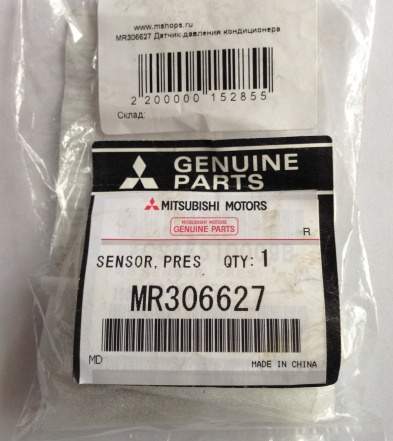 www.mshops.ru
MR306627 Датчик давления кондиционера
2 200000 152855
Склад:
GENUINE
PARTS
MITSUBISHI MOTORS
MITSUBISHI MOTORS
GENUINE PARTS
R
SENSOR, PRES QTY: 1
MR306627
MD
MADE IN CHINA